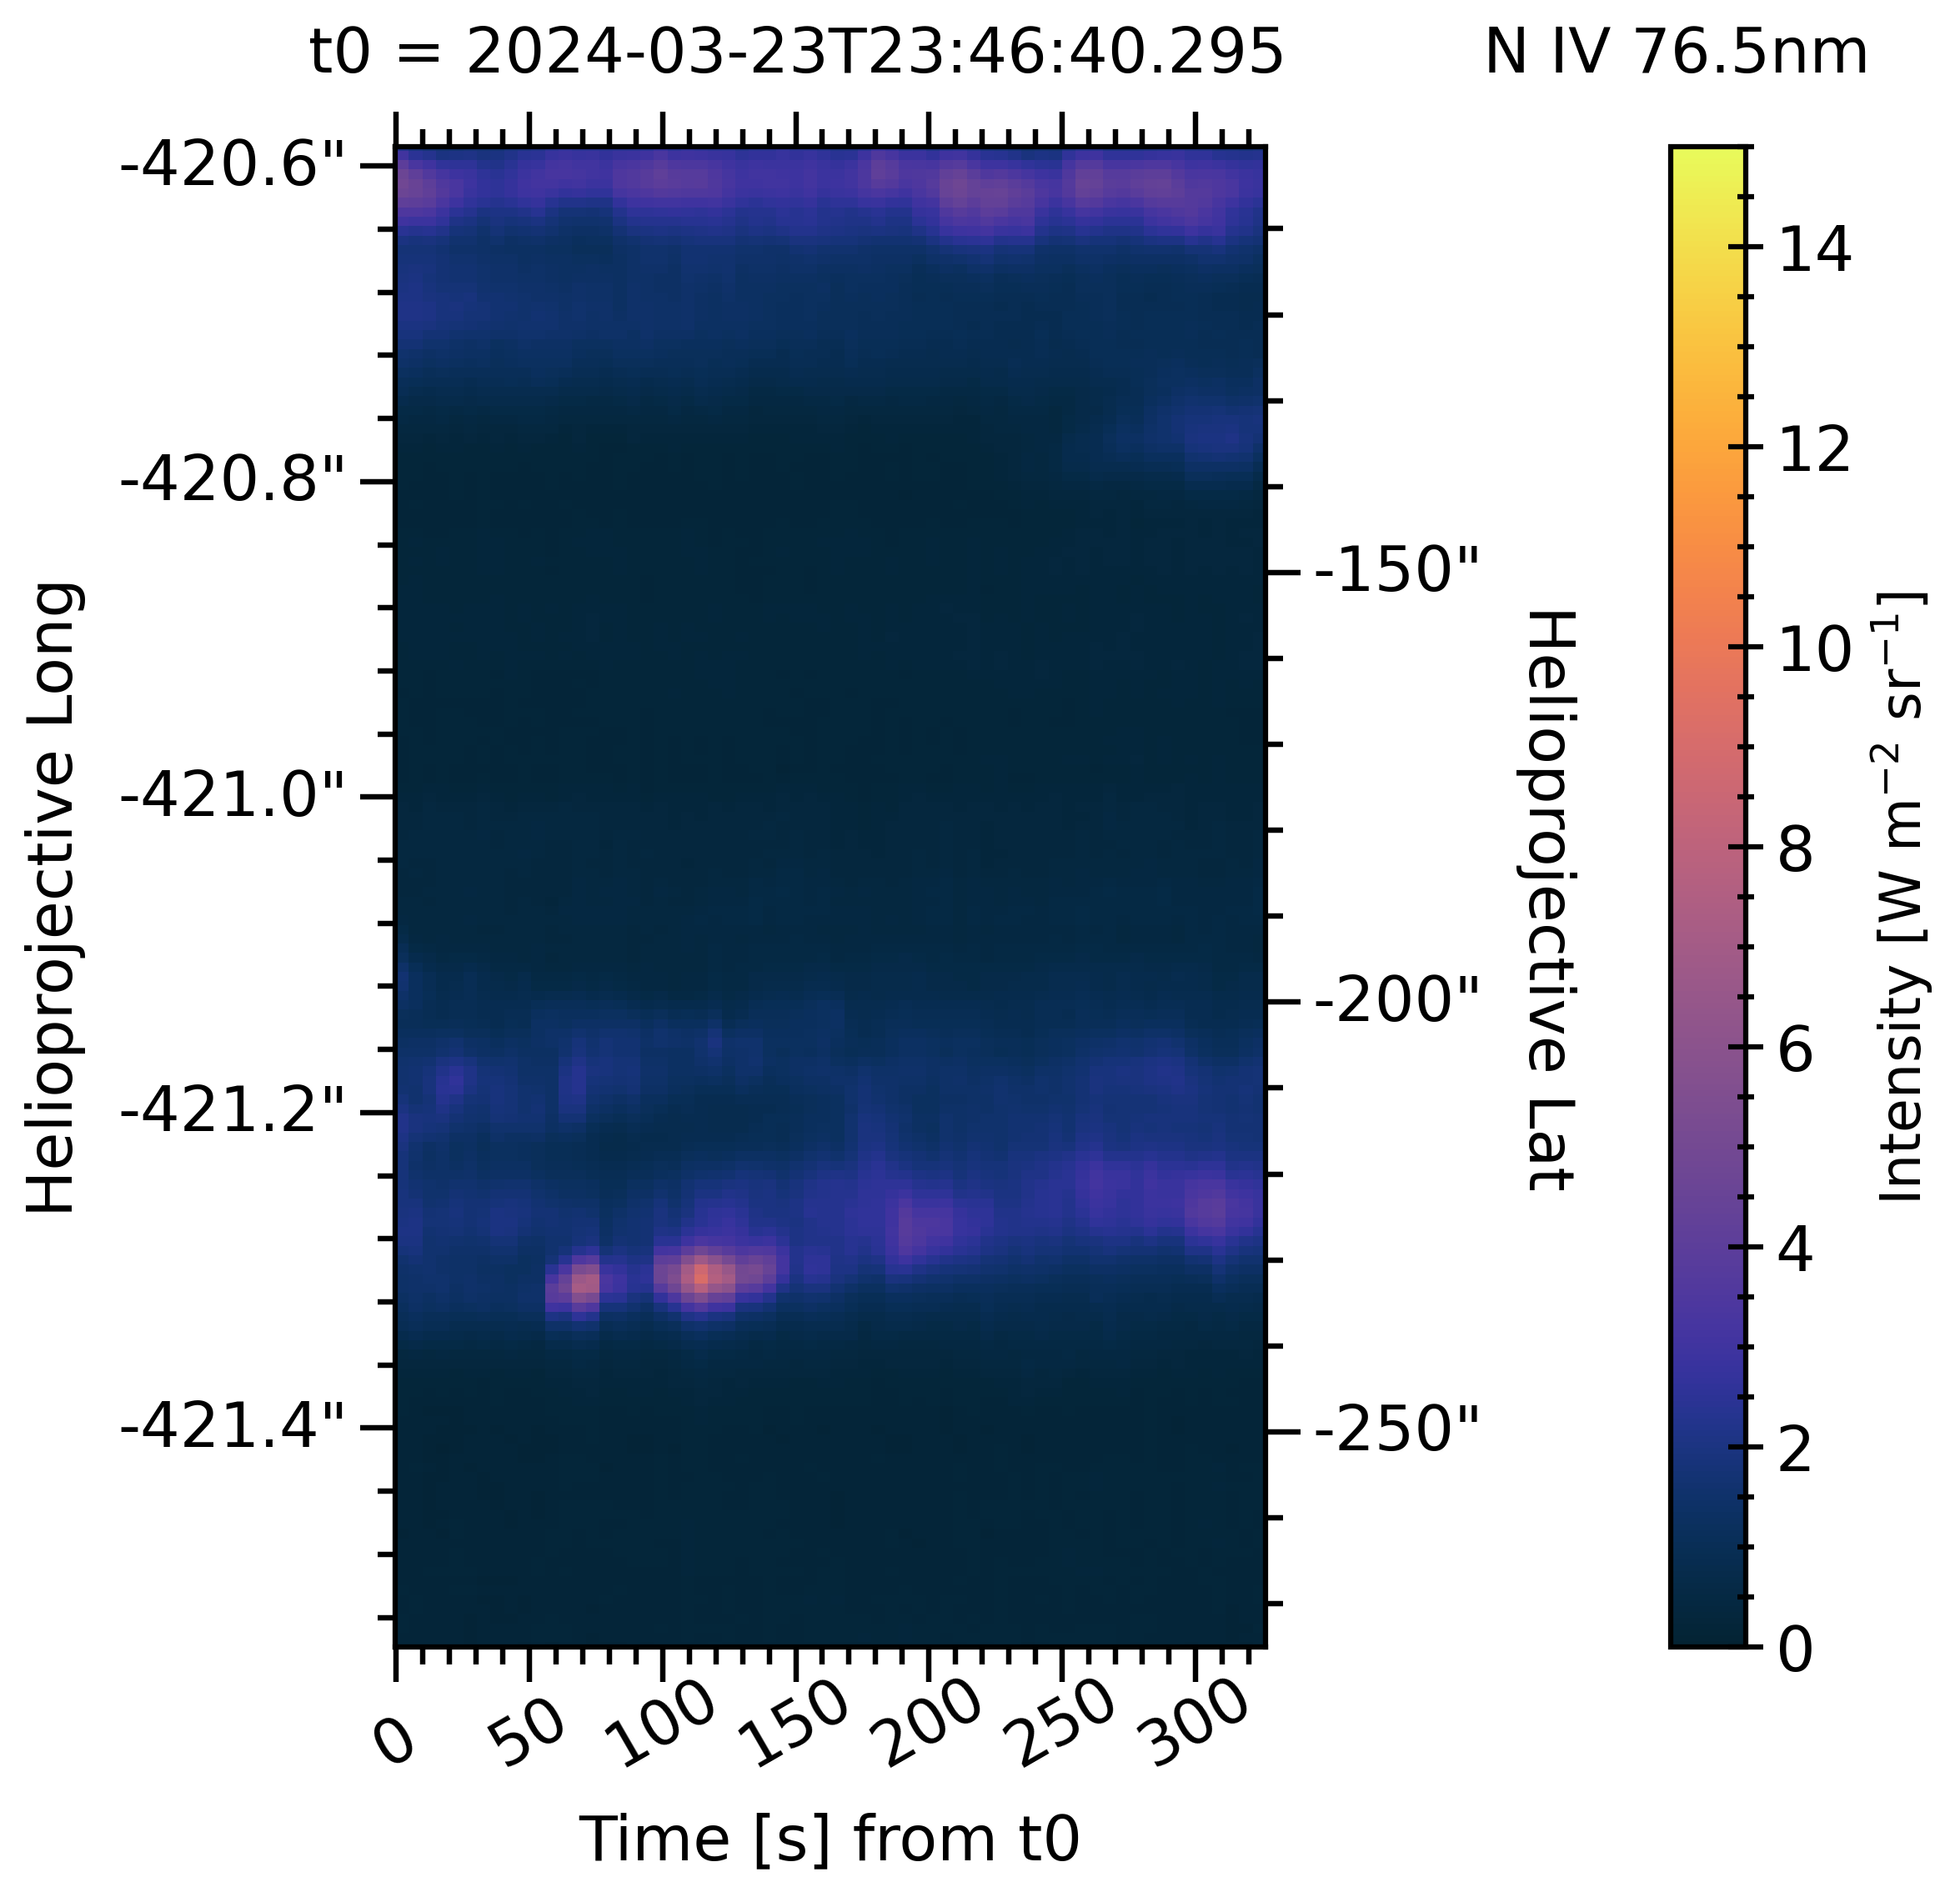 t0 = 2024-03-23T23:46:40.295
N IV 76.5nm
-420.6"
-420.8"
-421.0"
-421.2"
-421.4"
Helioprojective Long
-150"
-200"
-250"
Helioprojective Lat
14
12
10
8
6
4
2
0
Intensity [W m⁻² sr⁻¹]
0 50 100 150 200 250 300
Time [s] from t0